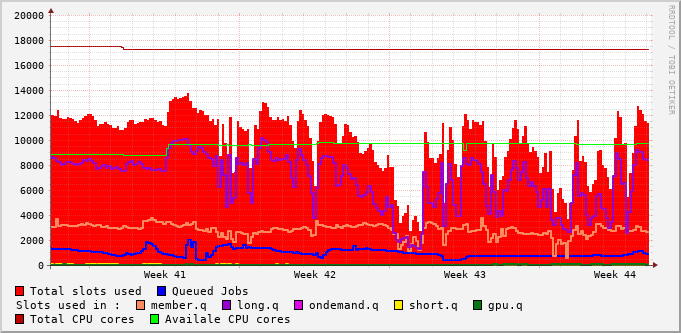 20000
18000
16000
14000
12000
10000
8000
6000
4000
2000
0
Week 41 Week 42 Week 43 Week 44
RRDTOOL / TOBI OETIKER
Total slots used Queued Jobs
Slots used in : member.q long.q ondemand.q short.q gpu.q
Total CPU cores Availale CPU cores